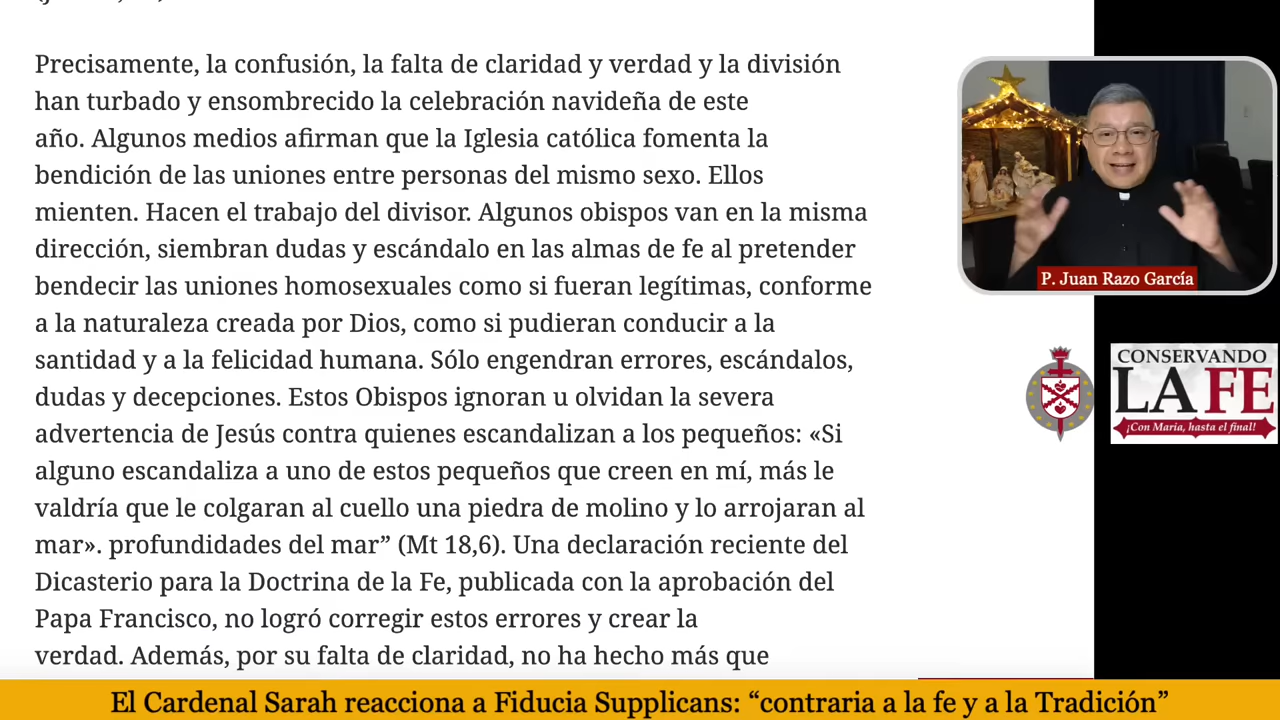 Precisamente, la confusión, la falta de claridad y verdad y la división
han turbado y ensombrecido la celebración navideña de este
año. Algunos medios afirman que la Iglesia católica fomenta la
bendición de las uniones entre personas del mismo sexo. Ellos
mienten. Hacen el trabajo del divisor. Algunos obispos van en la misma
dirección, siembran dudas y escándalo en las almas de fe al pretender
bendecir las uniones homosexuales como si fueran legítimas, conforme
a la naturaleza creada por Dios, como si pudieran conducir a la
santidad y a la felicidad humana. Sólo engendran errores, escándalos,
dudas y decepciones. Estos Obispos ignoran u olvidan la severa
advertencia de Jesús contra quienes escandalizan a los pequeños: «Si
alguno escandaliza a uno de estos pequeños que creen en mí, más le
valdría que le colgaran al cuello una piedra de molino y lo arrojaran al
mar». profundidades del mar” (Mt 18,6). Una declaración reciente del
Dicasterio para la Doctrina de la Fe, publicada con la aprobación del
Papa Francisco, no logró corregir estos errores y crear la
verdad. Además, por su falta de claridad, no ha hecho más que
P. Juan Razo García
CONSERVANDO
LA FE
¡Con María, hasta el final!
El Cardenal Sarah reacciona a Fiducia Supplicans: “contraria a la fe y a la Tradición”